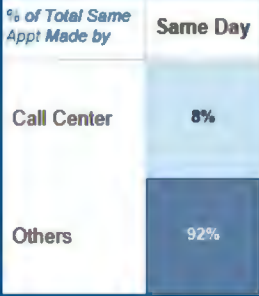 % of Total Same
Appt Made by
Same Day
Call Center
8%
Others
92%